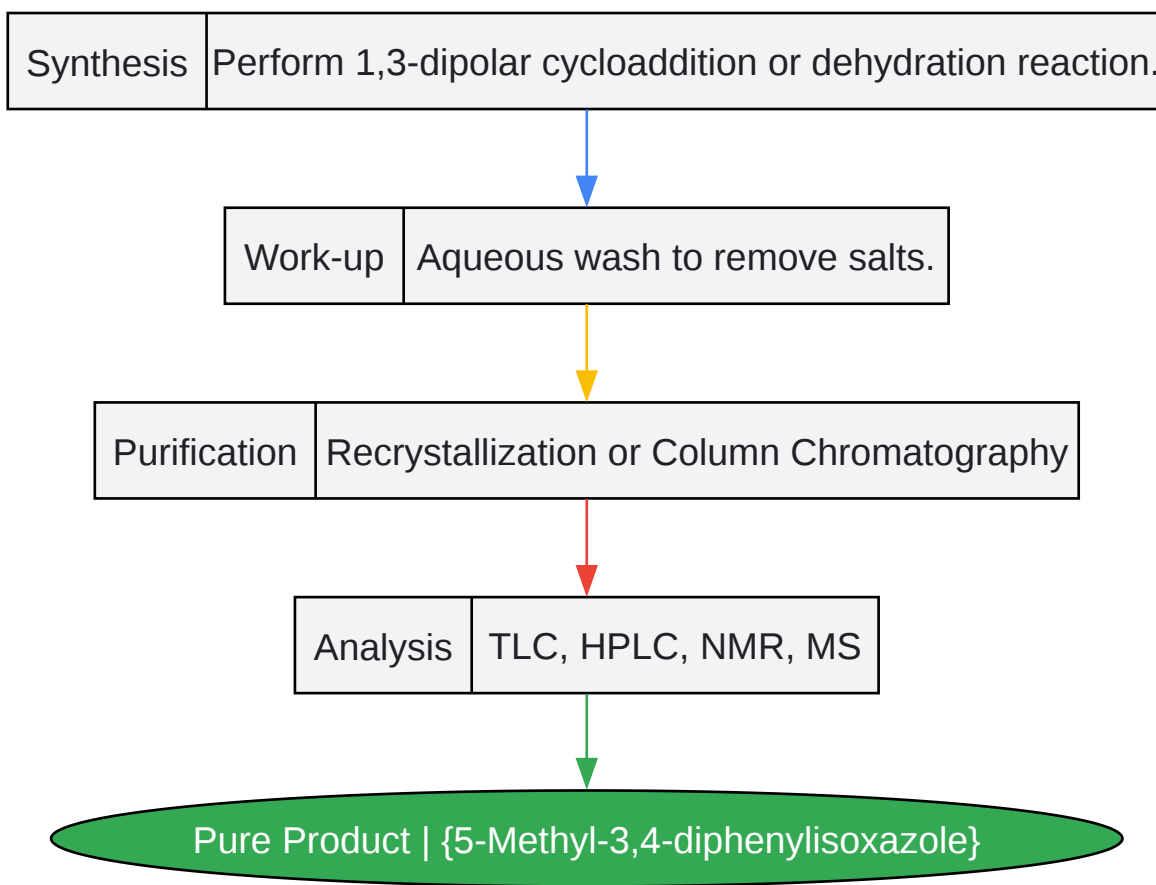 Synthesis
Perform 1,3-dipolar cycloaddition or dehydration reaction.
Work-up
Aqueous wash to remove salts.
Purification
Recrystallization or Column Chromatography
Analysis
TLC, HPLC, NMR, MS
Pure Product | {5-Methyl-3,4-diphenylisoxazole}